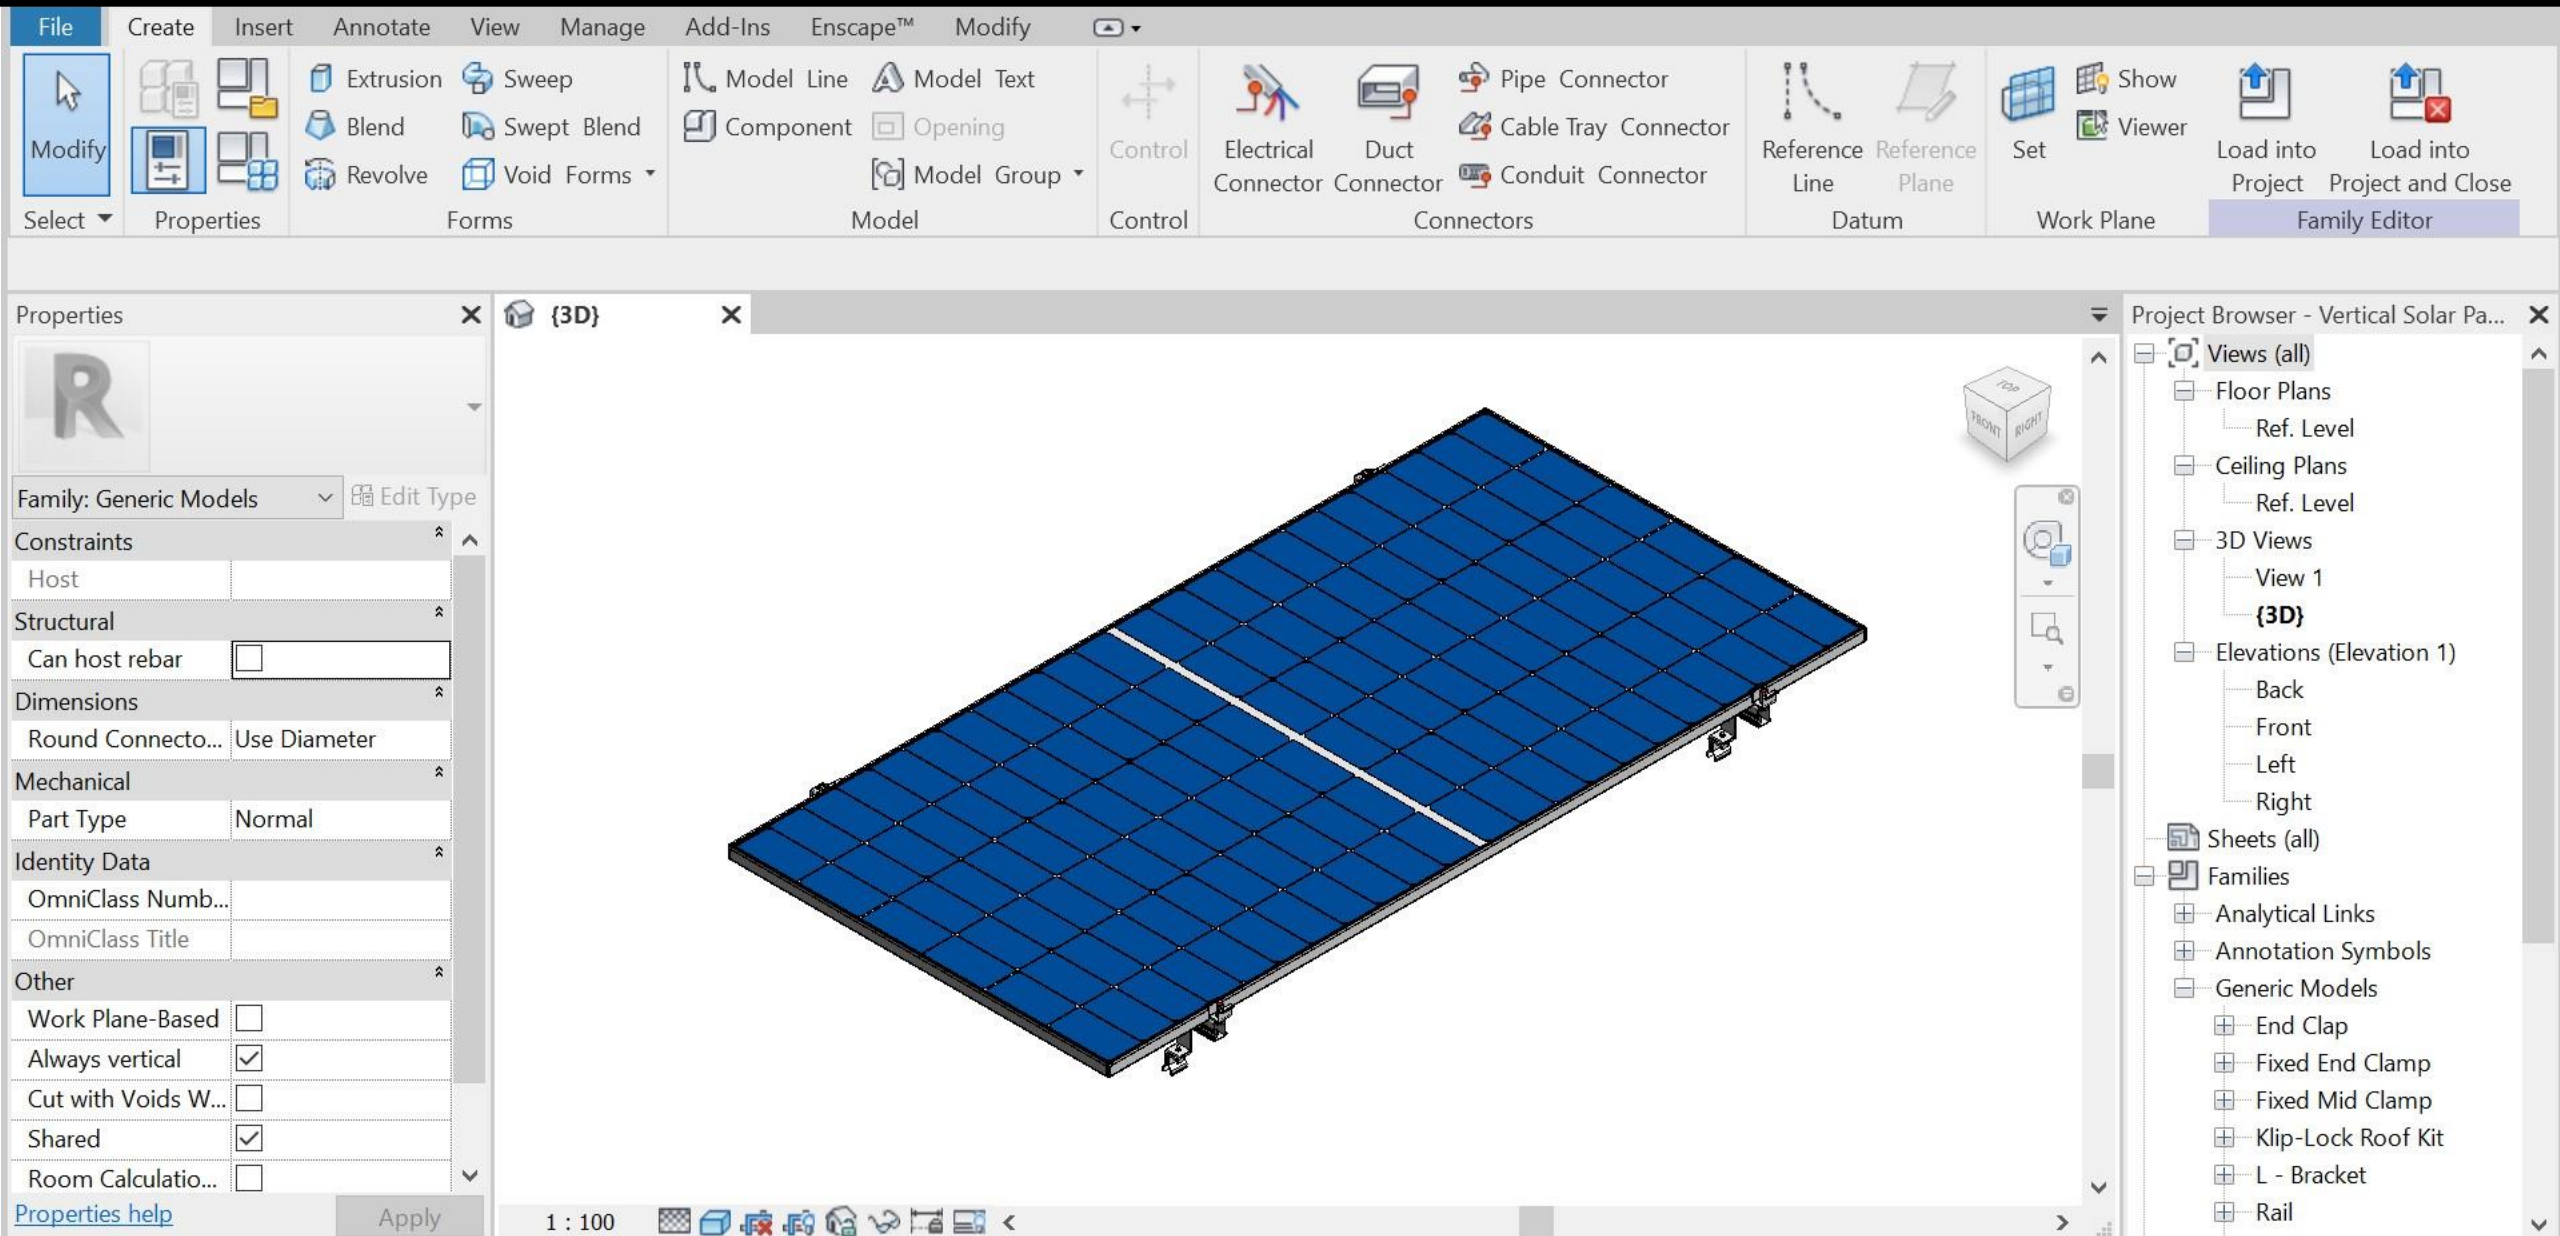 File Create Insert Annotate View Manage Add-Ins Enscape™ Modify
Modify
Select
Properties
Extrusion Sweep
Blend Swept Blend
Revolve Void Forms
Forms
Model Line Model Text
Component Opening
Model Group
Model
Control
Control
Electrical
Connector
Duct
Connector
Pipe Connector
Cable Tray Connector
Conduit Connector
Connectors
Reference
Line
Reference
Plane
Datum
Set
Show
Viewer
Work Plane
Load into
Project
Load into
Project and Close
Family Editor
Properties
R
Family: Generic Models Edit Type
Constraints
Host
Structural
Can host rebar
Dimensions
Round Connecto... Use Diameter
Mechanical
Part Type Normal
Identity Data
OmniClass Numb...
OmniClass Title
Other
Work Plane-Based
Always vertical
Cut with Voids W...
Shared
Room Calculatio...
Properties help Apply
{3D}
TOP
FRONT RIGHT
1 : 100
Project Browser - Vertical Solar Pa...
Views (all)
Floor Plans
Ref. Level
Ceiling Plans
Ref. Level
3D Views
View 1
{3D}
Elevations (Elevation 1)
Back
Front
Left
Right
Sheets (all)
Families
Analytical Links
Annotation Symbols
Generic Models
End Clap
Fixed End Clamp
Fixed Mid Clamp
Klip-Lock Roof Kit
L - Bracket
Rail